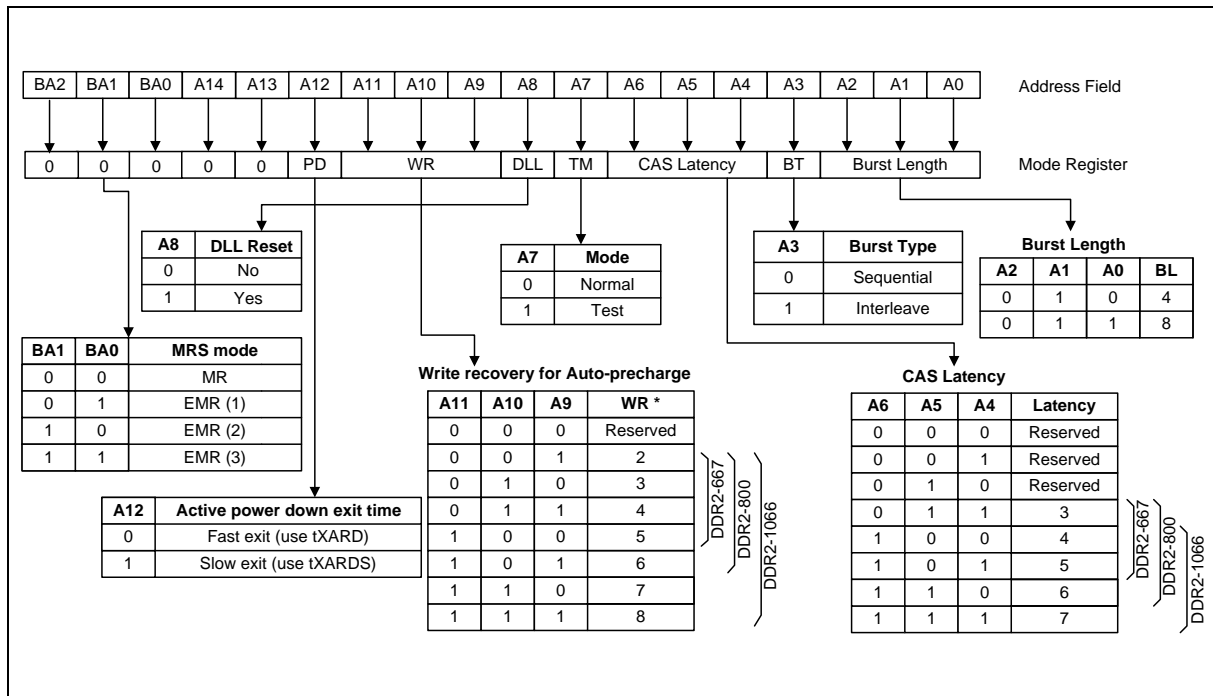 BA2 BA1 BA0 A14 A13 A12 A11 A10 A9 A8 A7 A6 A5 A4 A3 A2 A1 A0 Address Field
0 0 0 0 0 PD WR DLL TM CAS Latency BT Burst Length Mode Register
A8 DLL Reset
0 No
1 Yes
A7 Mode
0 Normal
1 Test
A3 Burst Type
0 Sequential
1 Interleave
Burst Length
A2 A1 A0 BL
0 1 0 4
0 1 1 8
BA1 BA0 MRS mode
0 0 MR
0 1 EMR (1)
1 0 EMR (2)
1 1 EMR (3)
A12 Active power down exit time
0 Fast exit (use tXARD)
1 Slow exit (use tXARDS)
Write recovery for Auto-precharge
A11 A10 A9 WR *
0 0 0 Reserved
0 0 1 2
0 1 0 3
0 1 1 4
1 0 0 5
1 0 1 6
1 1 0 7
1 1 1 8
DDR2-667
DDR2-800
DDR2-1066
CAS Latency
A6 A5 A4 Latency
0 0 0 Reserved
0 0 1 Reserved
0 1 0 Reserved
0 1 1 3
1 0 0 4
1 0 1 5
1 1 0 6
1 1 1 7
DDR2-667
DDR2-800
DDR2-1066